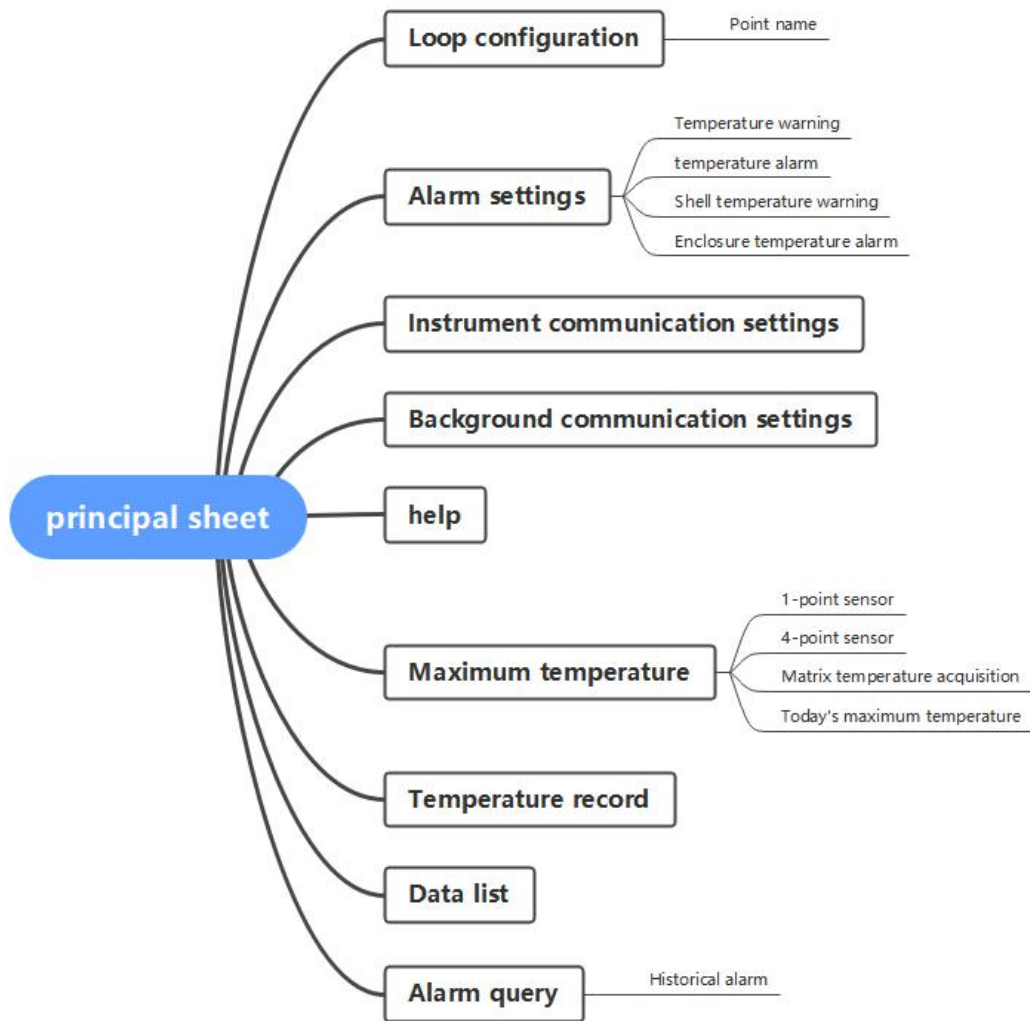 principal sheet
Loop configuration
Point name
Alarm settings
Temperature warning
temperature alarm
Shell temperature warning
Enclosure temperature alarm
Instrument communication settings
Background communication settings
help
Maximum temperature
1-point sensor
4-point sensor
Matrix temperature acquisition
Today's maximum temperature
Temperature record
Data list
Alarm query
Historical alarm